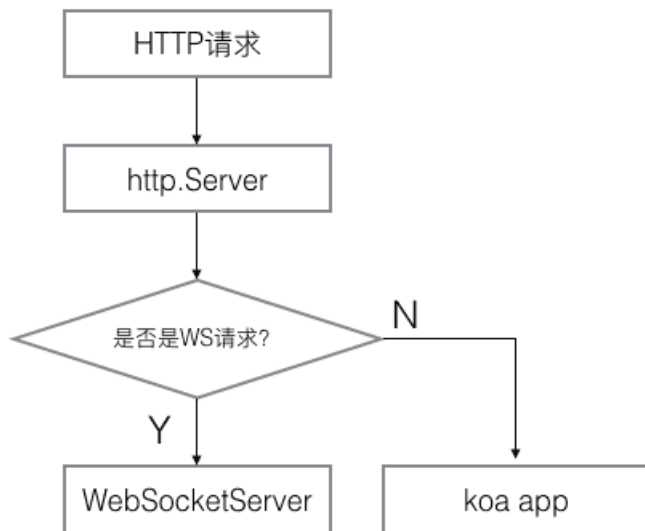 HTTP请求
http.Server
是否是WS请求?
N
Y
WebSocketServer
koa app